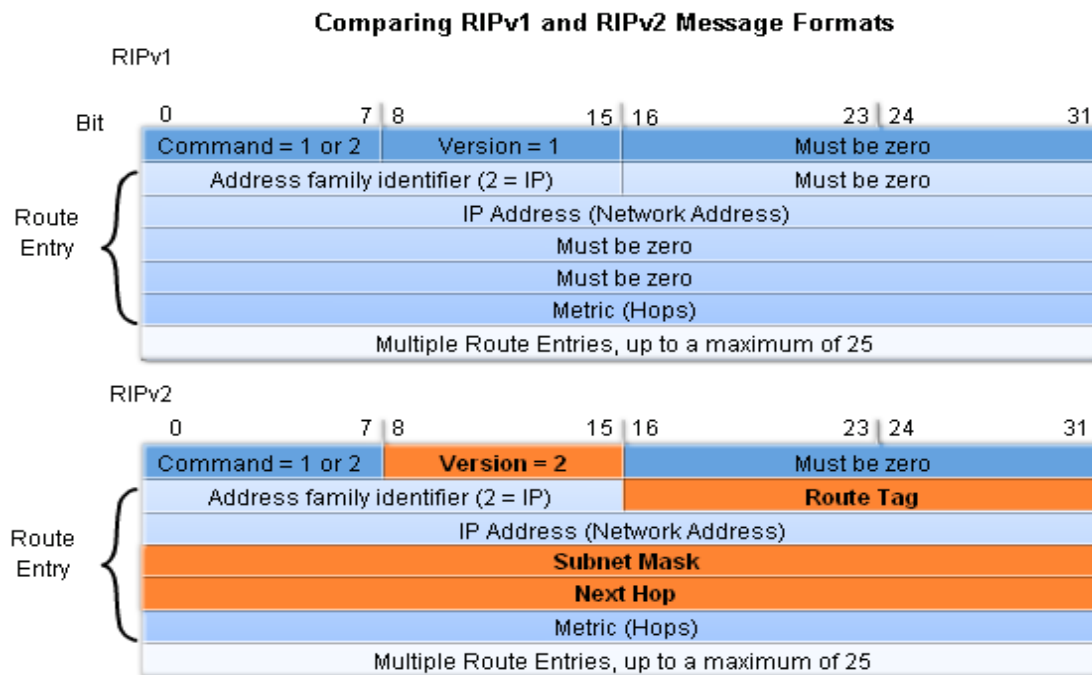 Comparing RIPv1 and RIPv2 Message Formats
RIPv1
Bit 0 7 8 15 16 23 24 31
Command = 1 or 2 Version = 1 Must be zero
Address family identifier (2 = IP) Must be zero
Route Entry
IP Address (Network Address)
Must be zero
Must be zero
Metric (Hops)
Multiple Route Entries, up to a maximum of 25
RIPv2
0 7 8 15 16 23 24 31
Command = 1 or 2 Version = 2 Must be zero
Address family identifier (2 = IP) Route Tag
Route Entry
IP Address (Network Address)
Subnet Mask
Next Hop
Metric (Hops)
Multiple Route Entries, up to a maximum of 25